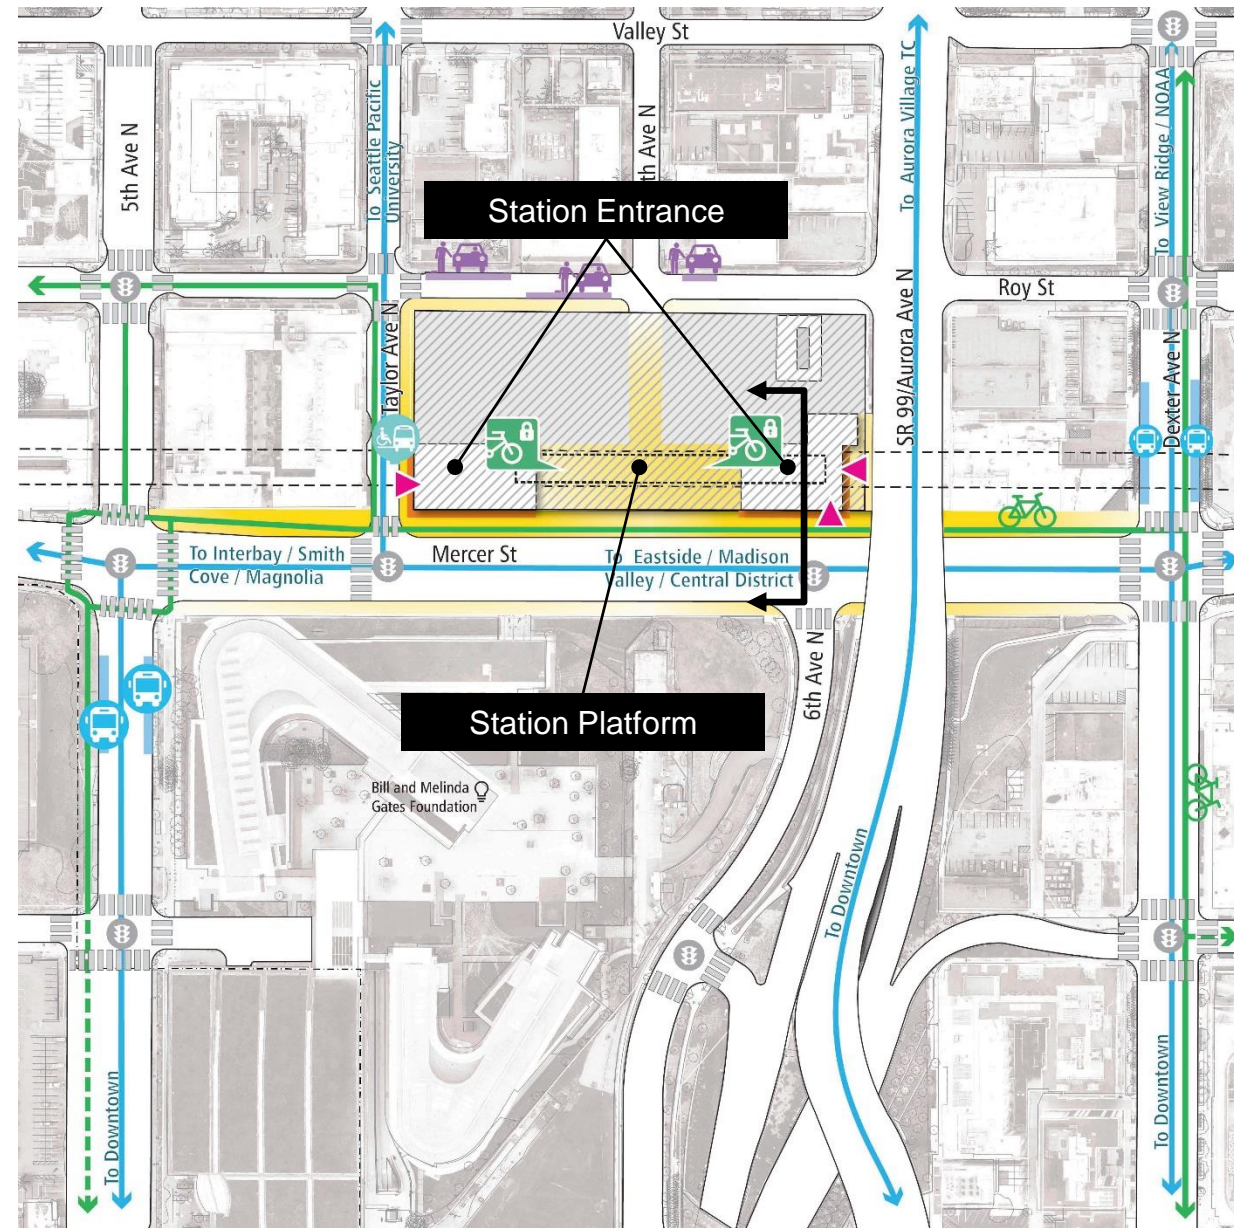 Valley St
5th Ave N
To Seattle Pacific
University
th Ave N
To Aurora Village TC
To View Ridge / NOAA
Station Entrance
Roy St
Taylor Ave N
SR 99/Aurora Ave N
Dexter Ave N
To Interbay / Smith
Cove / Magnolia
Mercer St
To Eastside / Madison
Valley / Central District
6th Ave N
Station Platform
Bill and Melinda
Gates Foundation
To Downtown
To Downtown
To Downtown